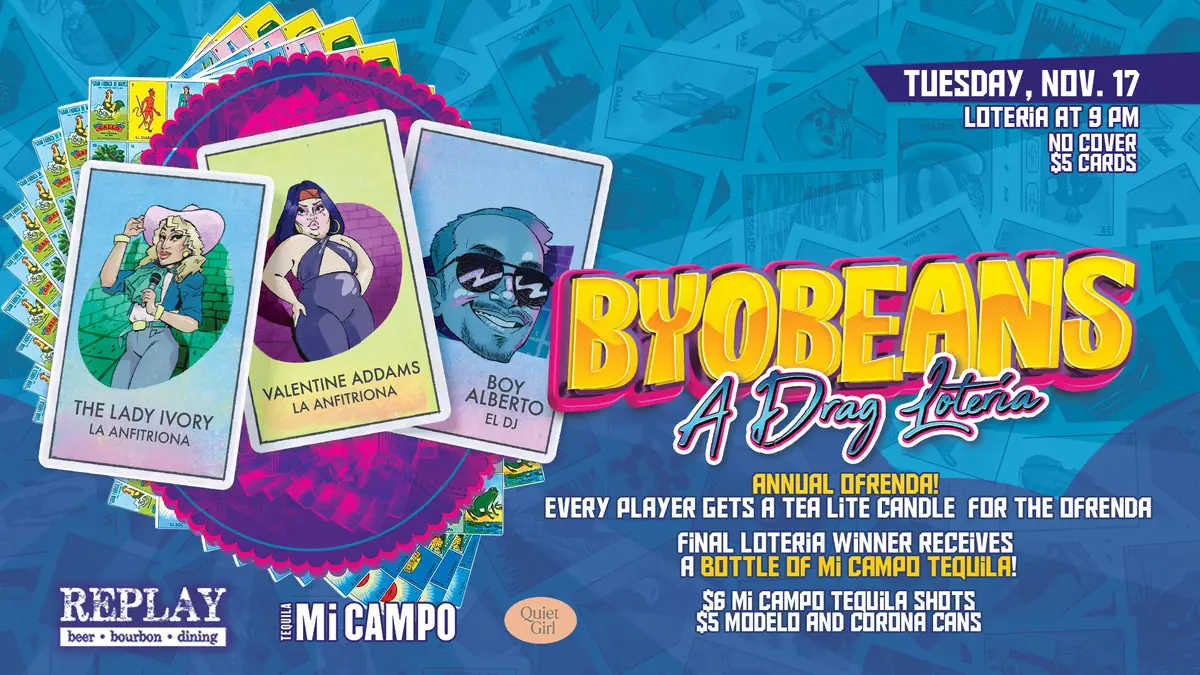 TUESDAY, NOV. 17
LOTERIA AT 9 PM
NO COVER
$5 CARDS
THE LADY IVORY
LA ANFITRIONA
VALENTINE ADDAMS
LA ANFITRIONA
BOY
ALBERTO
EL DJ
BYOBEANS
A Drag Lotería
ANNUAL OFRENDA!
EVERY PLAYER GETS A TEA LITE CANDLE FOR THE OFRENDA
FINAL LOTERIA WINNER RECEIVES
A BOTTLE OF Mi CAMPO TEQUILA!
$6 Mi CAMPO TEQUILA SHOTS
$5 MODELO AND CORONA CANS
REPLAY
beer • bourbon • dining
TEQUILA
Mi CAMPO
Quiet
Girl